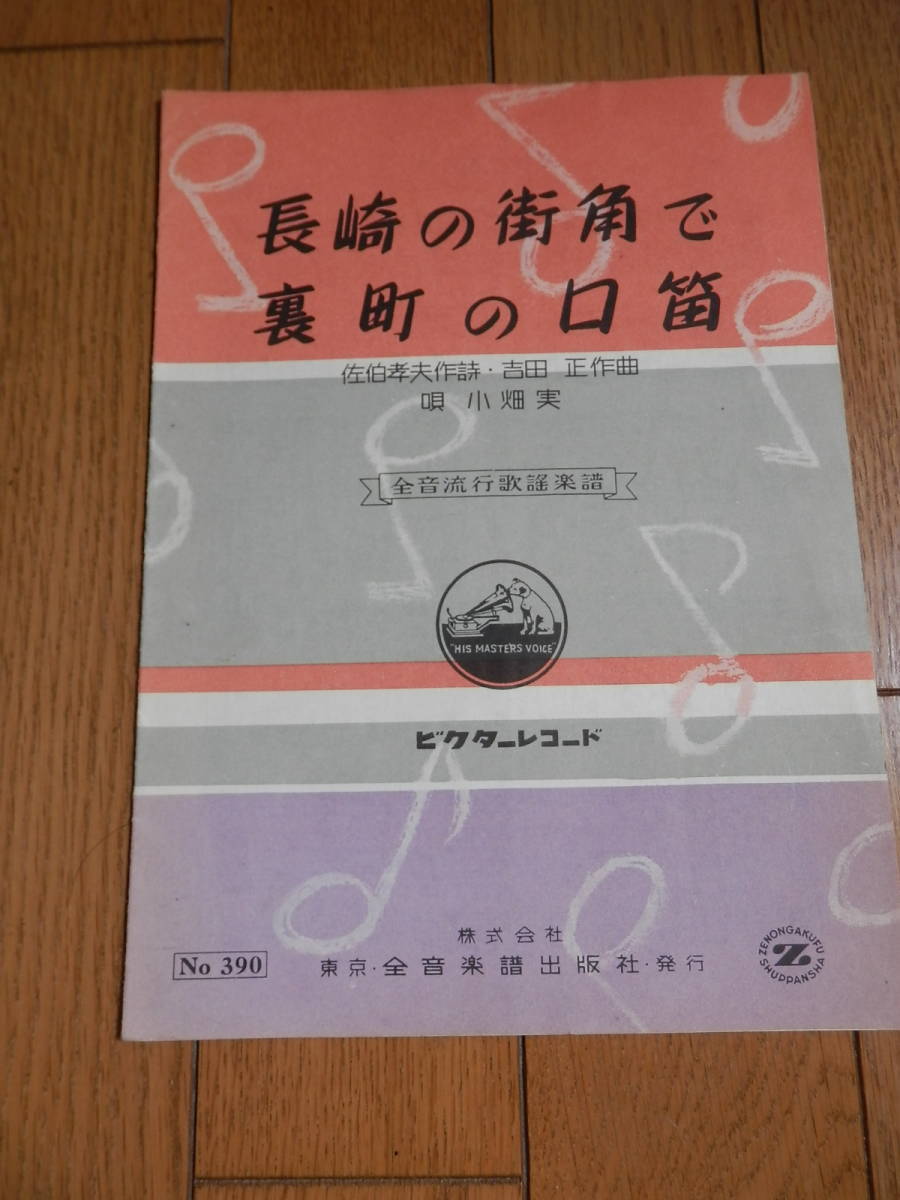 長崎の街角で
裏町の口笛
佐伯孝夫作詩・吉田 正作曲
唄 小畑実
全音流行歌謡楽譜
"HIS MASTER'S VOICE"
ビクターレコード
株式会社
No 390
東京・全音楽譜出版社・発行
ZENONGAKUFU
Z
SHUPPANSHA